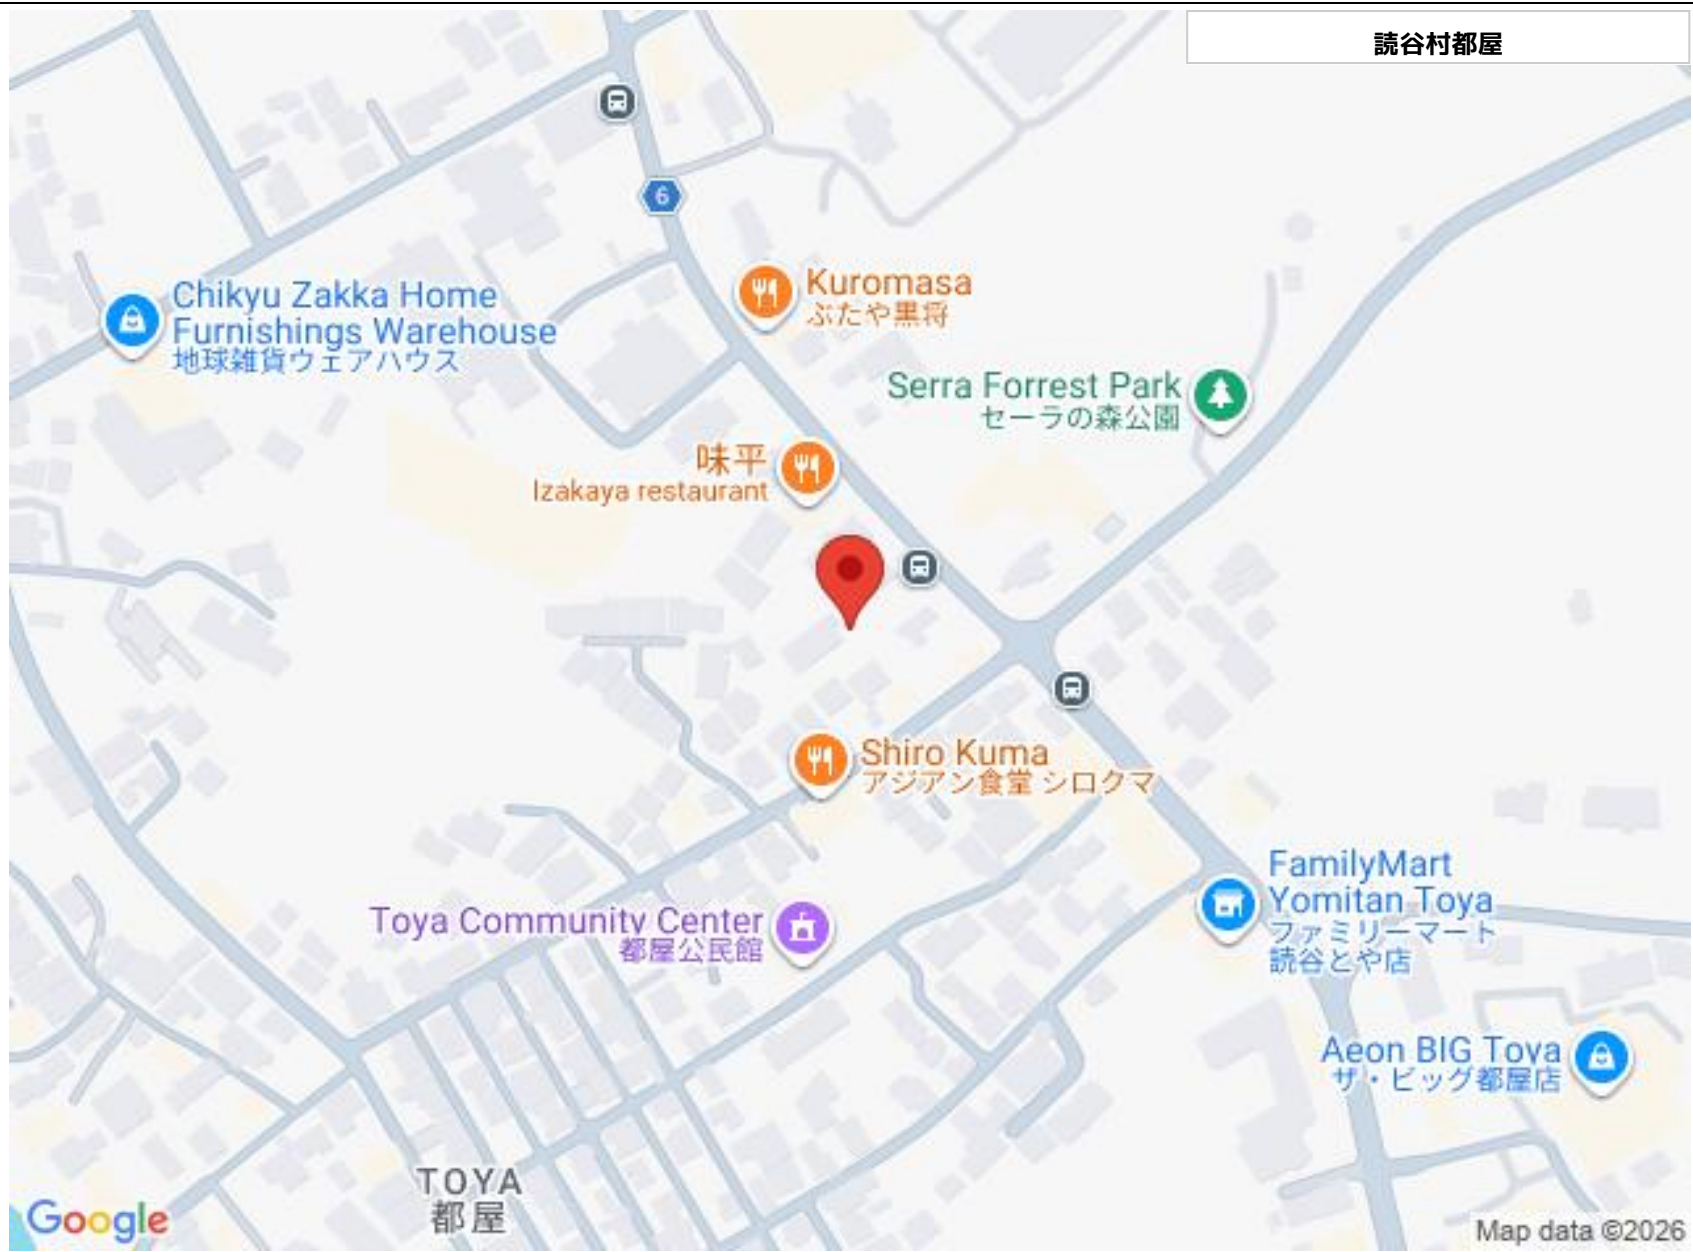 読谷村都屋
6
Kuromasa
ぶたや黒将
Chikyu Zakka Home
Furnishings Warehouse
地球雑貨ウェアハウス
Serra Forrest Park
セーラの森公園
味平
Izakaya restaurant
Shiro Kuma
アジアン食堂 シロクマ
FamilyMart
Yomitan Toya
ファミリーマート
読谷とや店
Toya Community Center
都屋公民館
Aeon BIG Toya
ザ・ビッグ都屋店
TOYA
都屋
Google
Map data ©2026